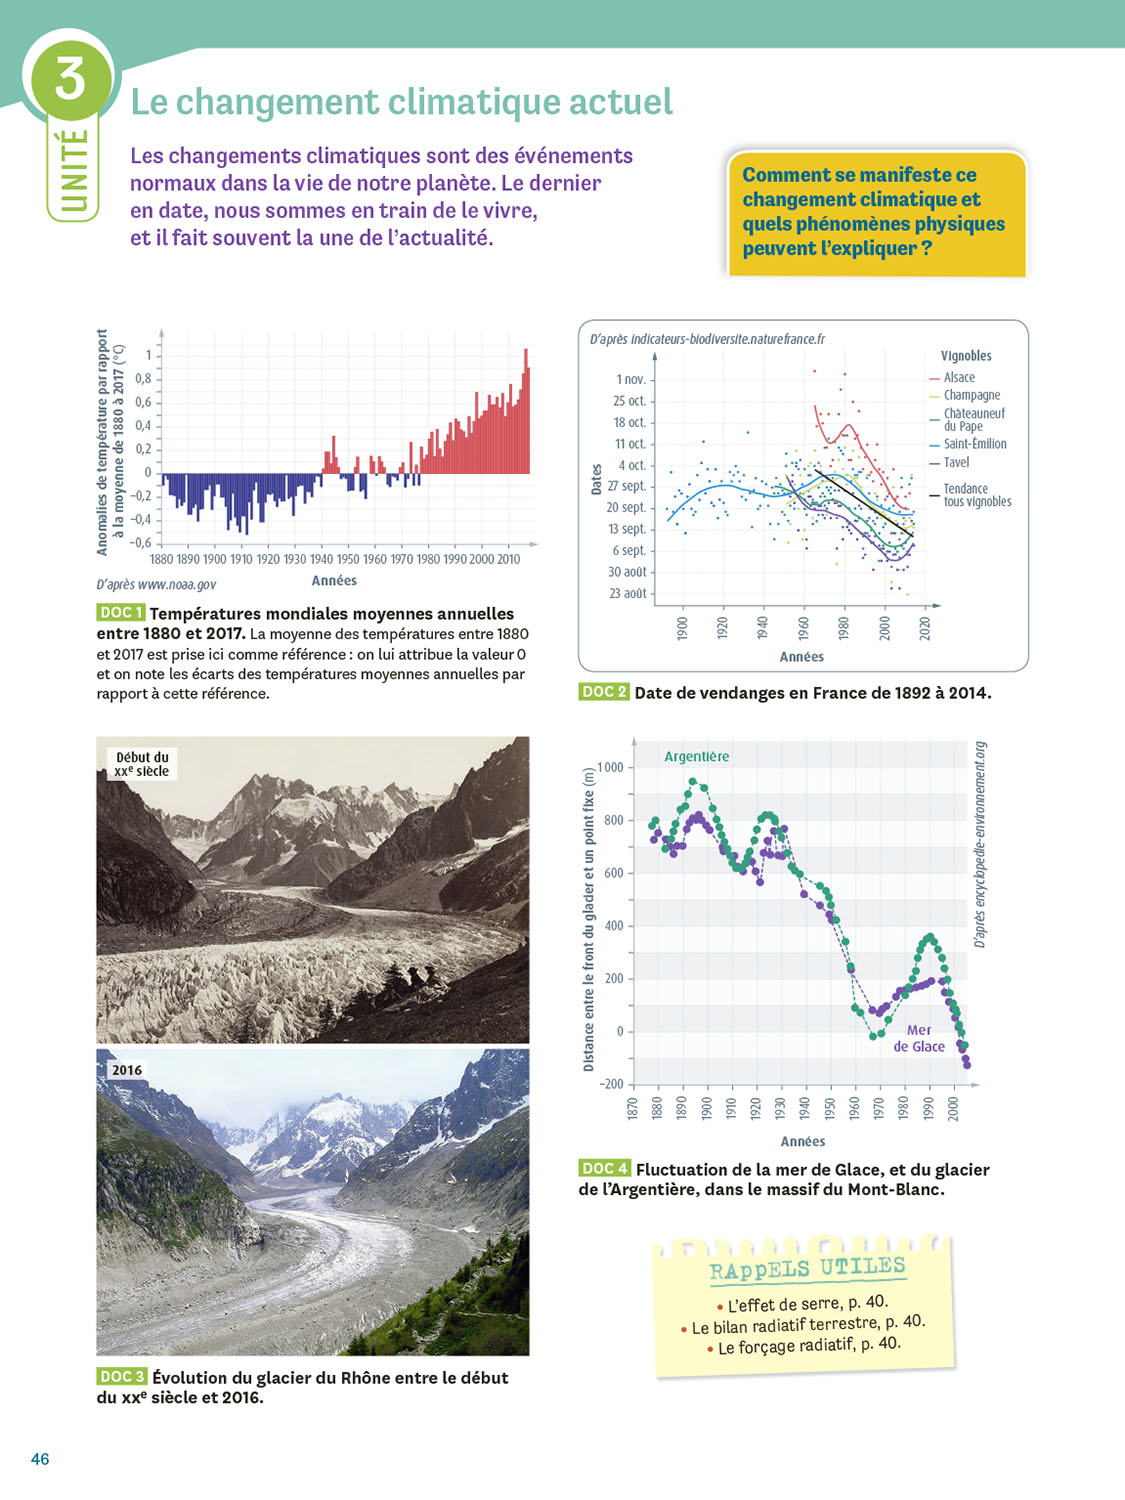 3
UNITÉ
Le changement climatique actuel
Les changements climatiques sont des événements
normaux dans la vie de notre planète. Le dernier
en date, nous sommes en train de le vivre,
et il fait souvent la une de l'actualité.
Comment se manifeste ce
changement climatique et
quels phénomènes physiques
peuvent l'expliquer ?
Anomalies de température par rapport
à la moyenne de 1880 à 2017 (°C)
1
0,8
0,6
0,4
0,2
0
–0,2
–0,4
–0,6
1880 1890 1900 1910 1920 1930 1940 1950 1960 1970 1980 1990 2000 2010
Années
D'après www.noaa.gov
DOC 1 Températures mondiales moyennes annuelles
entre 1880 et 2017. La moyenne des températures entre 1880
et 2017 est prise ici comme référence : on lui attribue la valeur 0
et on note les écarts des températures moyennes annuelles par
rapport à cette référence.
D'après indicateurs-biodiversite.naturefrance.fr
Dates
1 nov.
25 oct.
18 oct.
11 oct.
4 oct.
27 sept.
20 sept.
13 sept.
6 sept.
30 août
23 août
1900 1920 1940 1960 1980 2000 2020
Années
Vignobles
Alsace
Champagne
Châteauneuf
du Pape
Saint-Émilion
Tavel
Tendance
tous vignobles
DOC 2 Date de vendanges en France de 1892 à 2014.
Début du
XXe siècle
2016
DOC 3 Évolution du glacier du Rhône entre le début
du XXe siècle et 2016.
Distance entre le front du glacier et un point fixe (m)
1000
800
600
400
200
0
–200
1870 1880 1890 1900 1910 1920 1930 1940 1950 1960 1970 1980 1990 2000
Années
Argentière
Mer
de Glace
D'après encyclopedie-environnement.org
DOC 4 Fluctuation de la mer de Glace, et du glacier
de l'Argentière, dans le massif du Mont-Blanc.
RAPPELS UTILES
• L'effet de serre, p. 40.
• Le bilan radiatif terrestre, p. 40.
• Le forçage radiatif, p. 40.
46